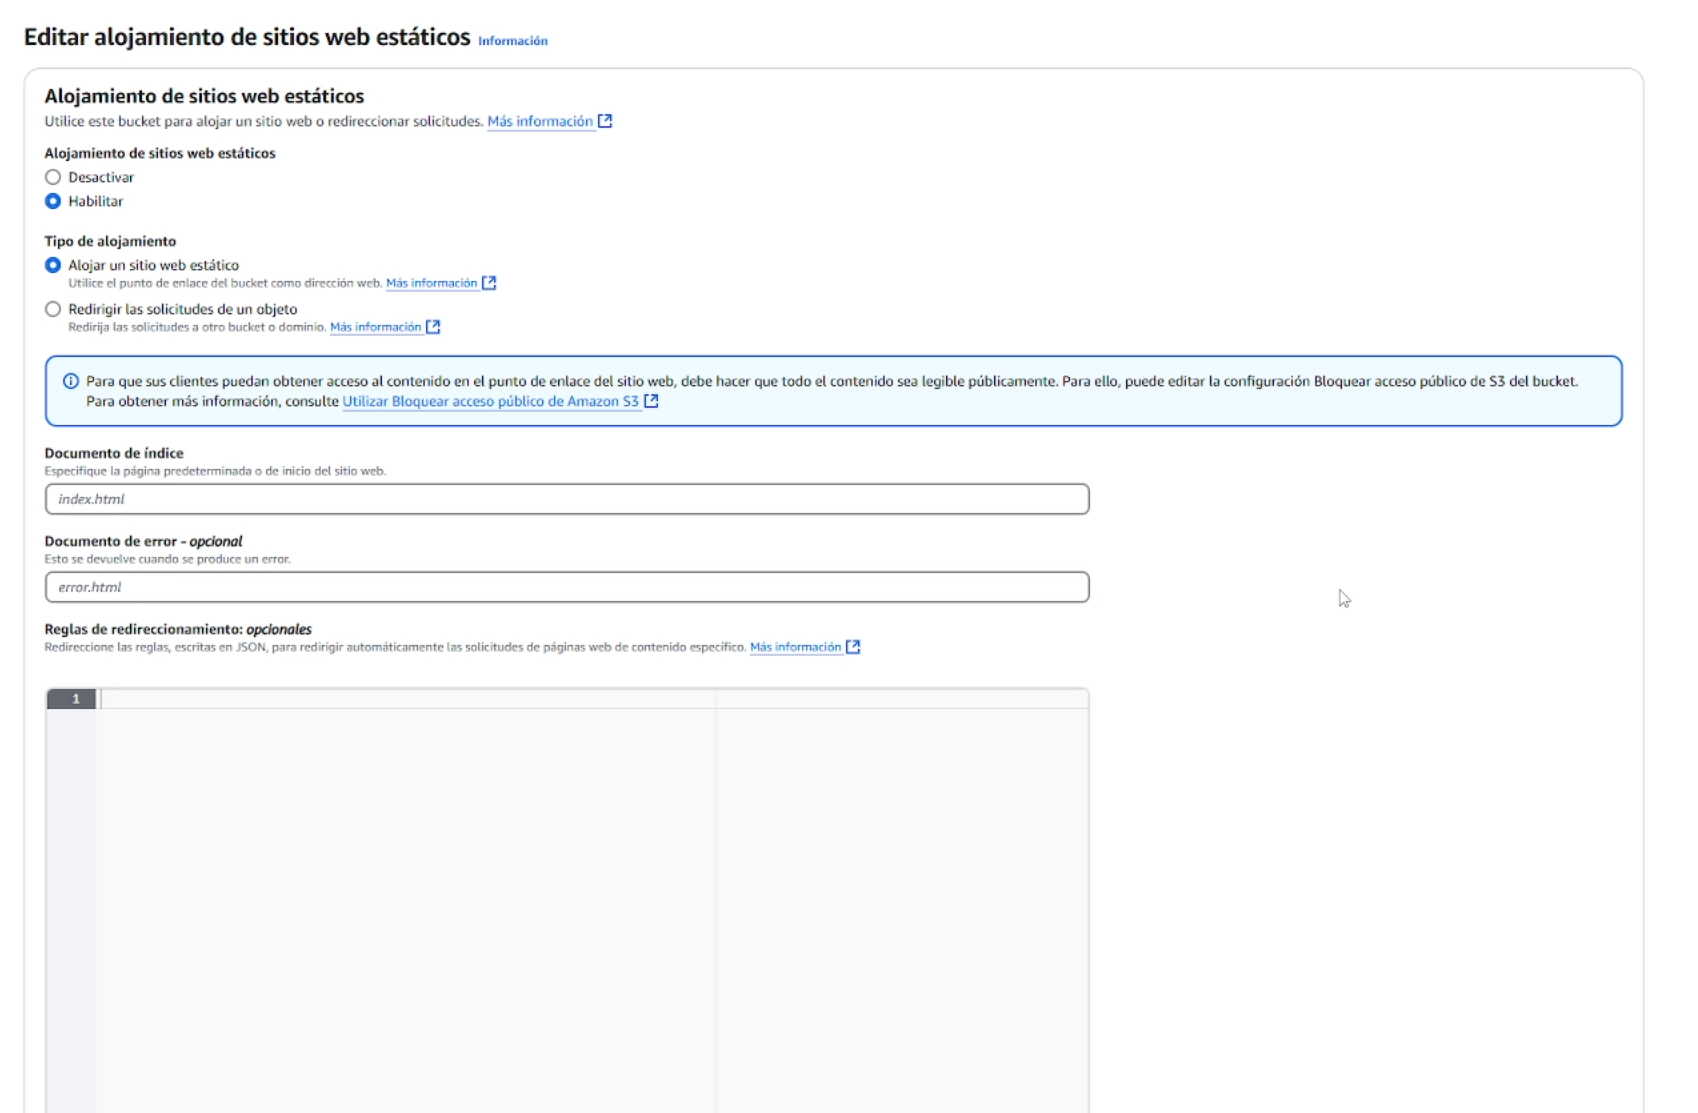 Editar alojamiento de sitios web estáticos Información
Alojamiento de sitios web estáticos
Utilice este bucket para alojar un sitio web o redireccionar solicitudes. Más información
Alojamiento de sitios web estáticos
Desactivar
Habilitar
Tipo de alojamiento
Alojar un sitio web estático
Utilice el punto de enlace del bucket como dirección web. Más información
Redirigir las solicitudes de un objeto
Redirija las solicitudes a otro bucket o dominio. Más información
Para que sus clientes puedan obtener acceso al contenido en el punto de enlace del sitio web, debe hacer que todo el contenido sea legible públicamente. Para ello, puede editar la configuración Bloquear acceso público de S3 del bucket.
Para obtener más información, consulte Utilizar Bloquear acceso público de Amazon S3
Documento de índice
Especifique la página predeterminada o de inicio del sitio web.
index.html
Documento de error - opcional
Esto se devuelve cuando se produce un error.
error.html
Reglas de redireccionamiento: opcionales
Redireccione las reglas, escritas en JSON, para redirigir automáticamente las solicitudes de páginas web de contenido específico. Más información
1